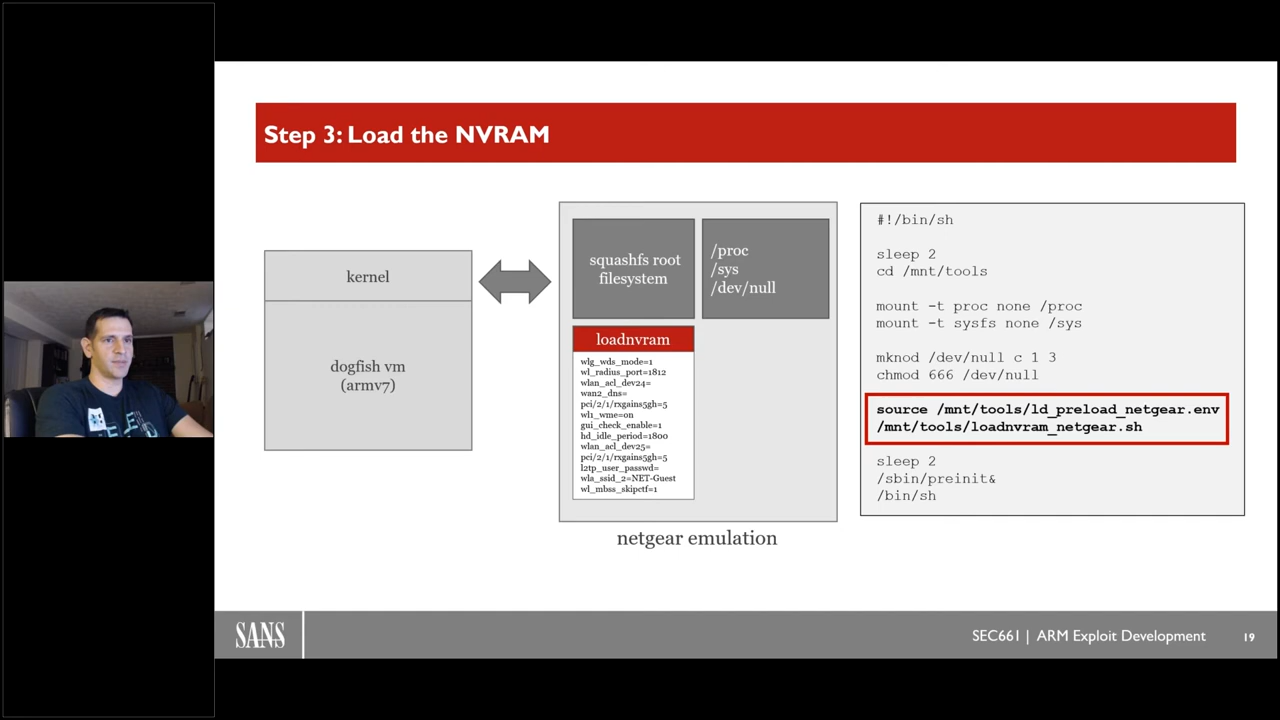 Step 3: Load the NVRAM
kernel
dogfish vm
(armv7)
squashfs root
filesystem
/proc
/sys
/dev/null
loadnvram
wlg_wds_mode=1
wl_radius_port=1812
wlan_acl_dev24=
wan2_dns=
pci/2/1/rxgains5gh=5
wl1_wme=on
gui_check_enable=1
hd_idle_period=1800
wlan_acl_dev25=
pci/2/1/rxgains5gh=5
l2tp_user_passwd=
wla_ssid_2=NET-Guest
wl_mbss_skipctf=1
netgear emulation
#!/bin/sh
sleep 2
cd /mnt/tools
mount -t proc none /proc
mount -t sysfs none /sys
mknod /dev/null c 1 3
chmod 666 /dev/null
source /mnt/tools/ld_preload_netgear.env
/mnt/tools/loadnvram_netgear.sh
sleep 2
/sbin/preinit&
/bin/sh
SANS
SEC661 | ARM Exploit Development
19